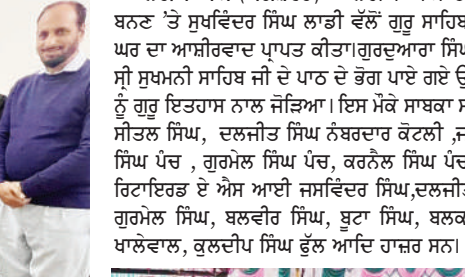 ਬਨਣ 'ਤੇ ਸੁਖਵਿੰਦਰ ਸਿੰਘ ਲਾਡੀ ਵੱਲੋਂ ਗੁਰੂ ਸਾਹਿਬ
ਘਰ ਦਾ ਆਸ਼ੀਰਵਾਦ ਪ੍ਰਾਪਤ ਕੀਤਾ।ਗੁਰਦੁਆਰਾ ਸਿੰਘ
ਸ੍ਰੀ ਸੁਖਮਨੀ ਸਾਹਿਬ ਜੀ ਦੇ ਪਾਠ ਦੇ ਭੋਗ ਪਾਏ ਗਏ
ਨੂੰ ਗੁਰੂ ਇਤਹਾਸ ਨਾਲ ਜੋੜਿਆ। ਇਸ ਮੌਕੇ ਸਾਬਕਾ ਸ
ਸੀਤਲ ਸਿੰਘ, ਦਲਜੀਤ ਸਿੰਘ ਨੰਬਰਦਾਰ ਕੋਟਲੀ ,ਜ
ਸਿੰਘ ਪੰਚ , ਗੁਰਮੇਲ ਸਿੰਘ ਪੰਚ, ਕਰਨੈਲ ਸਿੰਘ ਪੰਚ
ਰਿਟਾਇਰਡ ਏ ਐਸ ਆਈ ਜਸਵਿੰਦਰ ਸਿੰਘ,ਦਲਜੀਤ
ਗੁਰਮੇਲ ਸਿੰਘ, ਬਲਵੀਰ ਸਿੰਘ, ਬੂਟਾ ਸਿੰਘ, ਬਲਕ
ਖਾਲੇਵਾਲ, ਕੁਲਦੀਪ ਸਿੰਘ ਫੁੱਲ ਆਦਿ ਹਾਜ਼ਰ ਸਨ।